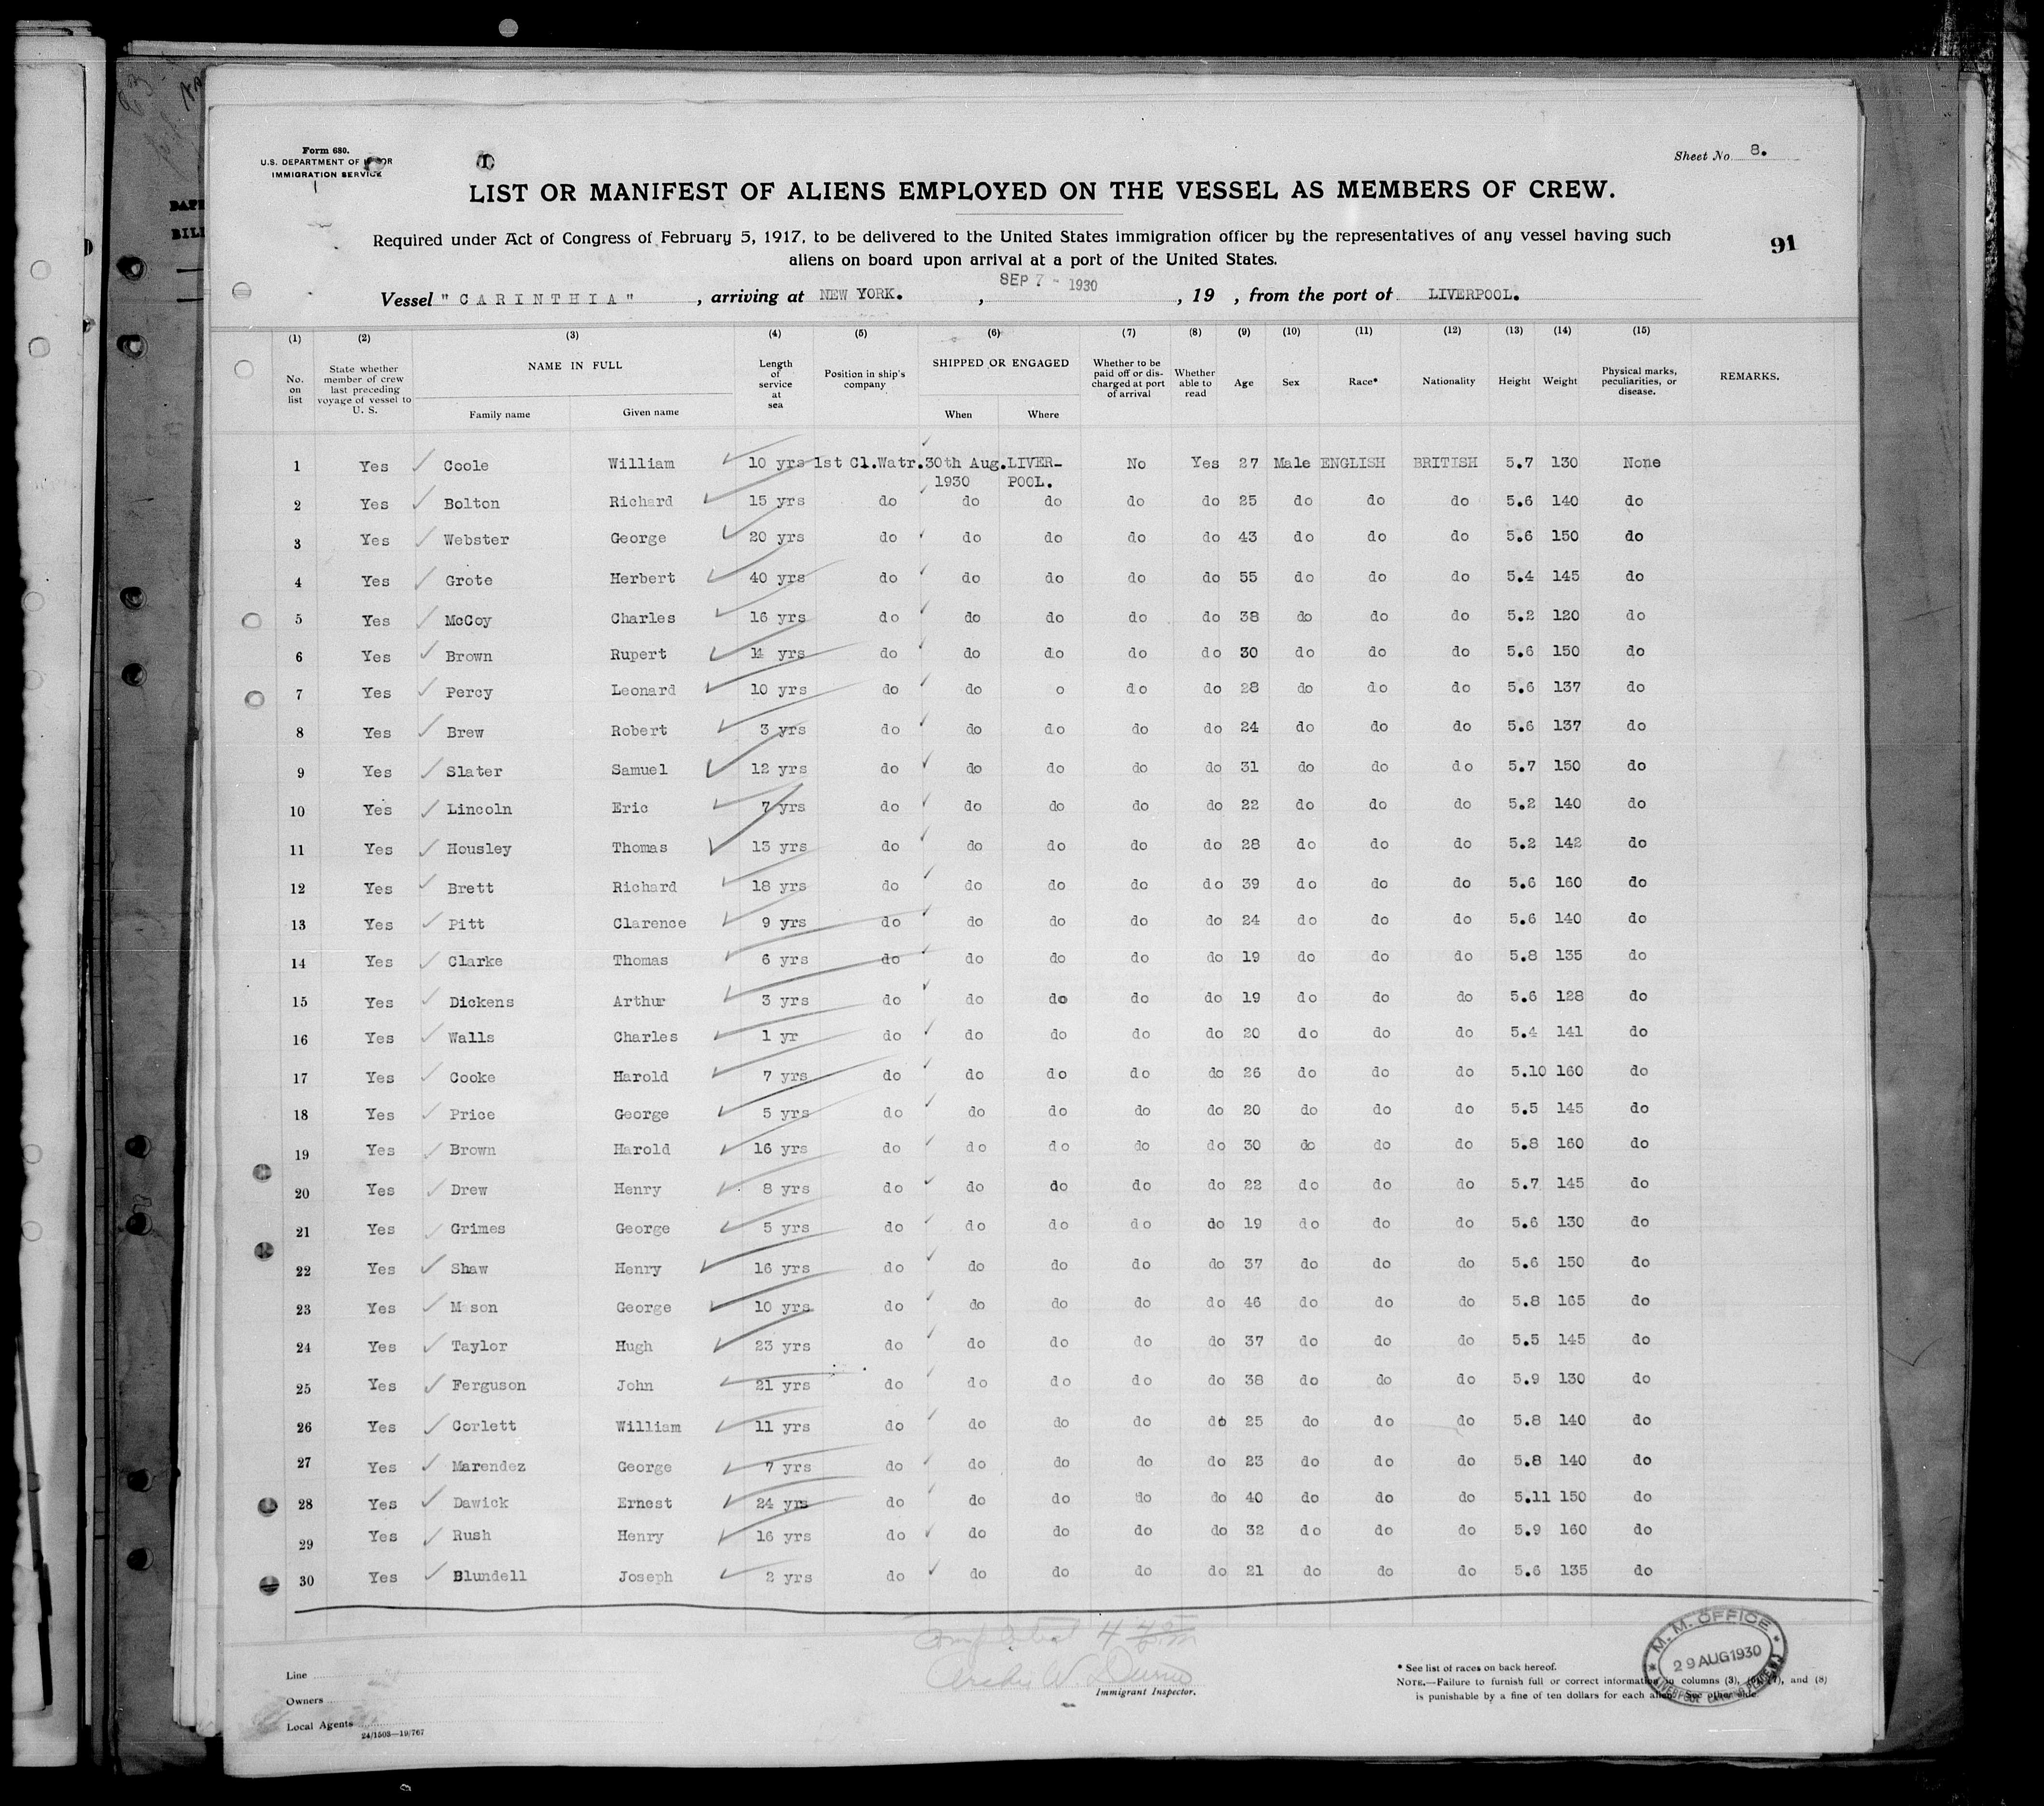 Form 680.
U.S. DEPARTMENT OF
IMMIGRATION SERVICE
Sheet No. 8.
LIST OR MANIFEST OF ALIENS EMPLOYED ON THE VESSEL AS MEMBERS OF CREW.
Required under Act of Congress of February 5, 1917, to be delivered to the United States immigration officer by the representatives of any vessel having such
aliens on board upon arrival at a port of the United States.
91
Vessel "CARINTHIA", arriving at NEW YORK., SEP 7 - 1930, 19 , from the port of LIVERPOOL.
(1) (2) (3) (4) (5) (6) (7) (8) (9) (10) (11) (12) (13) (14) (15)
No. on list State whether member of crew last preceding voyage of vessel to U. S. NAME IN FULL Family name Given name Length of service at sea Position in ship's company SHIPPED OR ENGAGED When Where Whether to be paid off or discharged at port of arrival Whether able to read Age Sex Race* Nationality Height Weight Physical marks, peculiarities, or disease. REMARKS.
1 Yes Coole William 10 yrs 1st Cl.Watr. 30th Aug. LIVER- No Yes 27 Male ENGLISH BRITISH 5.7 130 None
1930 POOL.
2 Yes Bolton Richard 15 yrs do do do do do 25 do do do 5.6 140 do
3 Yes Webster George 20 yrs do do do do do 43 do do do 5.6 150 do
4 Yes Grote Herbert 40 yrs do do do do do 55 do do do 5.4 145 do
5 Yes McCoy Charles 16 yrs do do do do do 38 do do do 5.2 120 do
6 Yes Brown Rupert 14 yrs do do do do do 30 do do do 5.6 150 do
7 Yes Percy Leonard 10 yrs do do o do do 28 do do do 5.6 137 do
8 Yes Brew Robert 3 yrs do do do do do 24 do do do 5.6 137 do
9 Yes Slater Samuel 12 yrs do do do do do 31 do do do 5.7 150 do
10 Yes Lincoln Eric 7 yrs do do do do do 22 do do do 5.2 140 do
11 Yes Housley Thomas 13 yrs do do do do do 28 do do do 5.2 142 do
12 Yes Brett Richard 18 yrs do do do do do 39 do do do 5.6 160 do
13 Yes Pitt Clarence 9 yrs do do do do do 24 do do do 5.6 140 do
14 Yes Clarke Thomas 6 yrs do do do do do 19 do do do 5.8 135 do
15 Yes Dickens Arthur 3 yrs do do do do do 19 do do do 5.6 128 do
16 Yes Walls Charles 1 yr do do do do do 20 do do do 5.4 141 do
17 Yes Cooke Harold 7 yrs do do do do do 26 do do do 5.10 160 do
18 Yes Price George 5 yrs do do do do do 20 do do do 5.5 145 do
19 Yes Brown Harold 16 yrs do do do do do 30 do do do 5.8 160 do
20 Yes Drew Henry 8 yrs do do do do do 22 do do do 5.7 145 do
21 Yes Grimes George 5 yrs do do do do do 19 do do do 5.6 130 do
22 Yes Shaw Henry 16 yrs do do do do do 37 do do do 5.6 150 do
23 Yes M son George 10 yrs do do do do do 46 do do do 5.8 165 do
24 Yes Taylor Hugh 23 yrs do do do do do 37 do do do 5.5 145 do
25 Yes Ferguson John 21 yrs do do do do do 38 do do do 5.9 130 do
26 Yes Corlett William 11 yrs do do do do do 25 do do do 5.8 140 do
27 Yes Marendez George 7 yrs do do do do do 23 do do do 5.8 140 do
28 Yes Dawick Ernest 24 yrs do do do do do 40 do do do 5.11 150 do
29 Yes Rush Henry 16 yrs do do do do do 32 do do do 5.9 160 do
30 Yes Blundell Joseph 2 yrs do do do do do 21 do do do 5.6 135 do
Line
Owners
Local Agents
24/1503—19/767
Immigrant Inspector.
* See list of races on back hereof.
NOTE.—Failure to furnish full or correct information in columns (3), and (8)
is punishable by a fine of ten dollars for each alien. See other side.
M. M. OFFICE
29 AUG 1930
LIVERPOOL